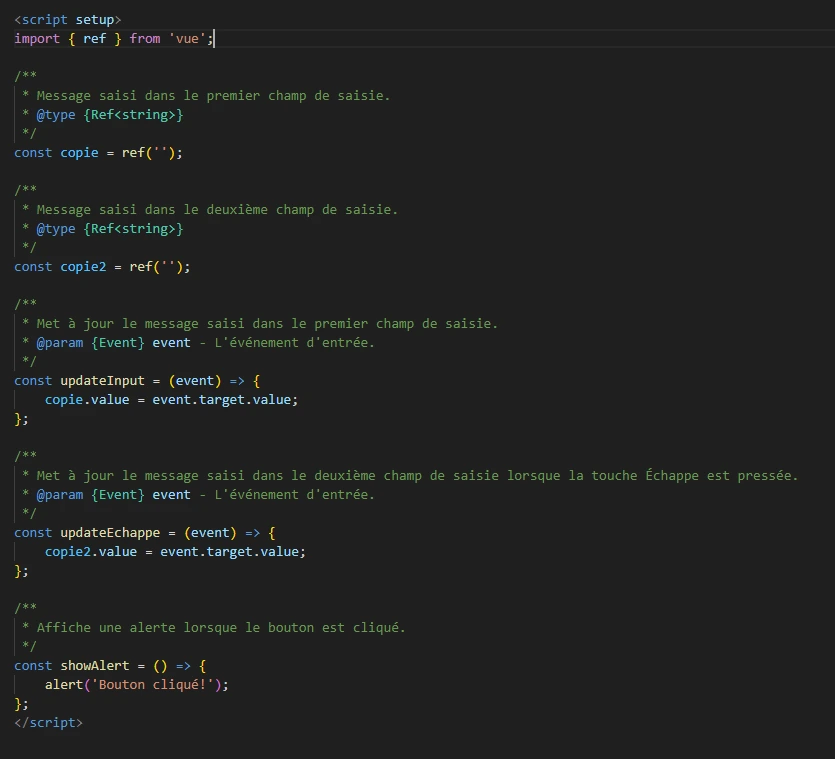 <script setup>
import { ref } from 'vue';
/**
 * Message saisi dans le premier champ de saisie.
 * @type {Ref<string>}
 */
const copie = ref('');
/**
 * Message saisi dans le deuxième champ de saisie.
 * @type {Ref<string>}
 */
const copie2 = ref('');
/**
 * Met à jour le message saisi dans le premier champ de saisie.
 * @param {Event} event - L'événement d'entrée.
 */
const updateInput = (event) => {
    copie.value = event.target.value;
};
/**
 * Met à jour le message saisi dans le deuxième champ de saisie lorsque la touche Échappe est pressée.
 * @param {Event} event - L'événement d'entrée.
 */
const updateEchappe = (event) => {
    copie2.value = event.target.value;
};
/**
 * Affiche une alerte lorsque le bouton est cliqué.
 */
const showAlert = () => {
    alert('Bouton cliqué!');
};
</script>